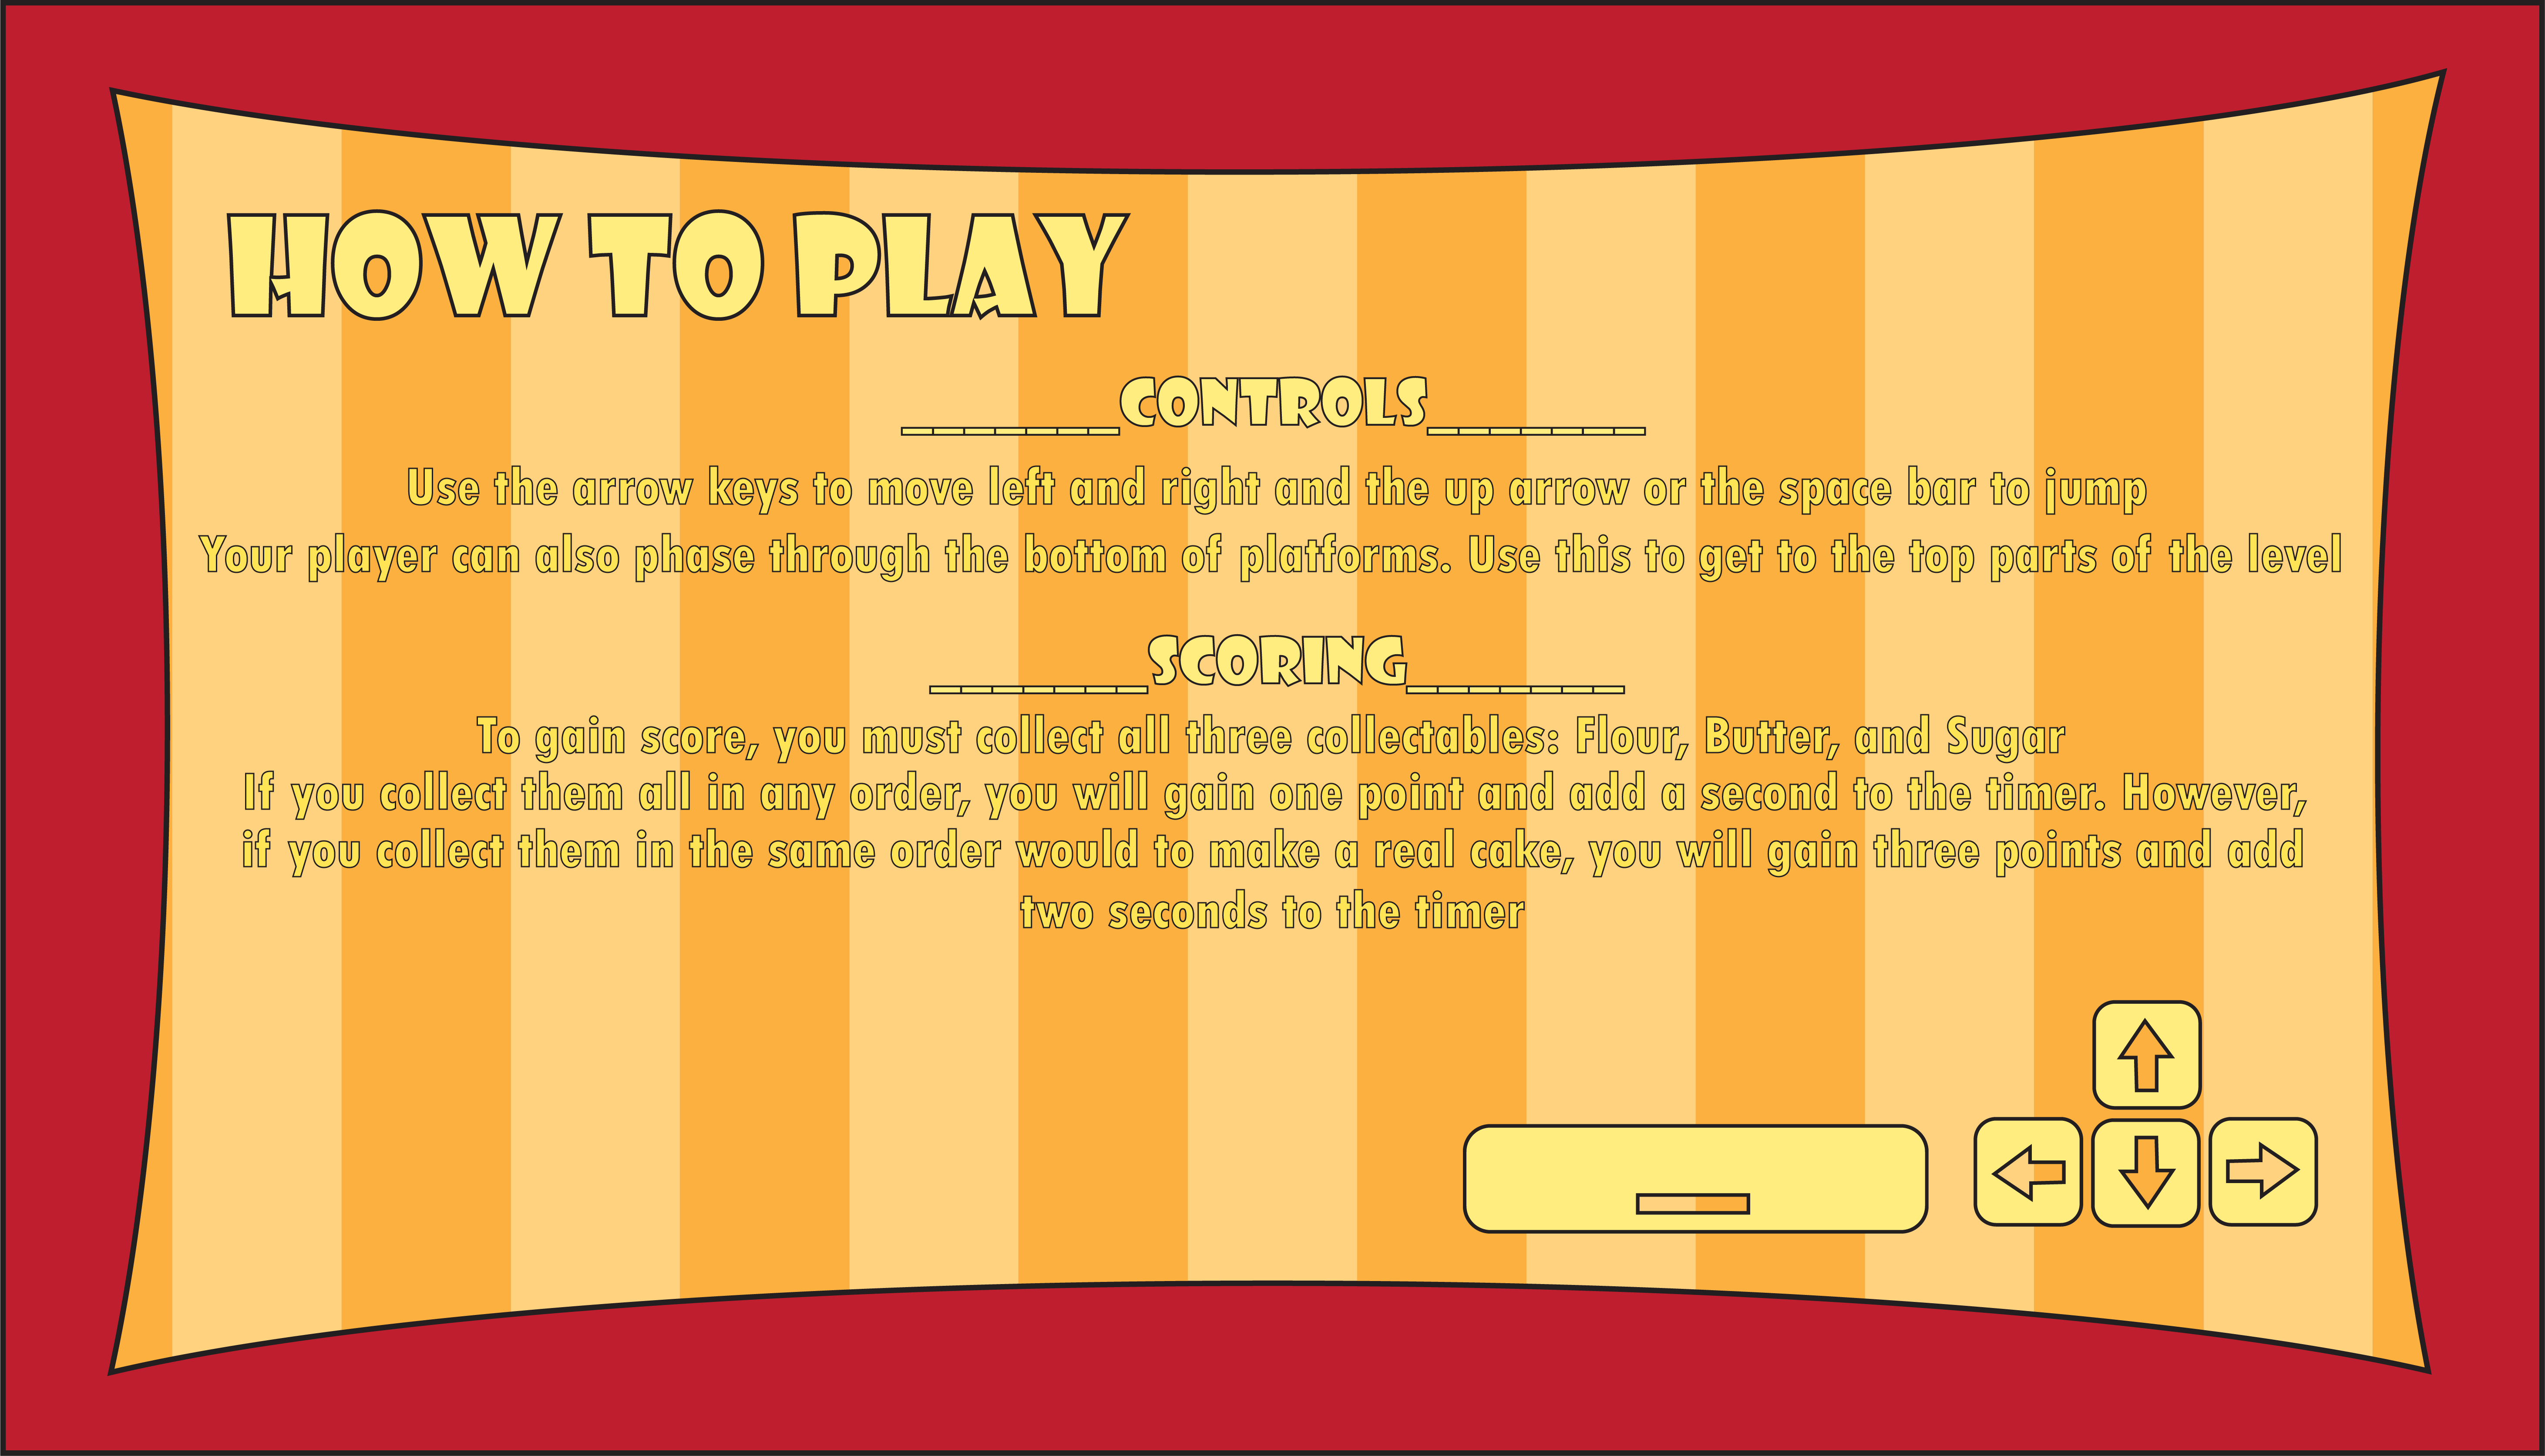 HOW TO PLAY
_______CONTROLS_______
Use the arrow keys to move left and right and the up arrow or the space bar to jump
Your player can also phase through the bottom of platforms. Use this to get to the top parts of the level
_______SCORING_______
To gain score, you must collect all three collectables: Flour, Butter, and Sugar
If you collect them all in any order, you will gain one point and add a second to the timer. However,
if you collect them in the same order would to make a real cake, you will gain three points and add
two seconds to the timer